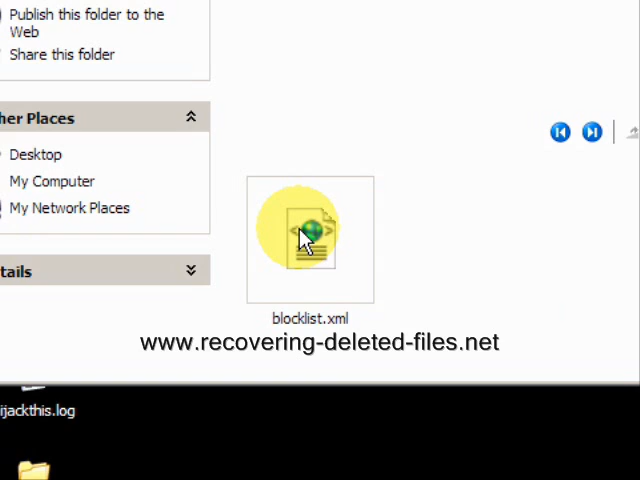 Publish this folder to the
Web
Share this folder
her Places
Desktop
My Computer
My Network Places
tails
blocklist.xml
www.recovering-deleted-files.net
ijackthis.log